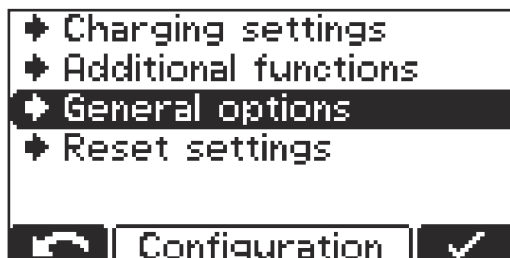 Charging settings
Additional functions
General options
Reset settings
Configuration